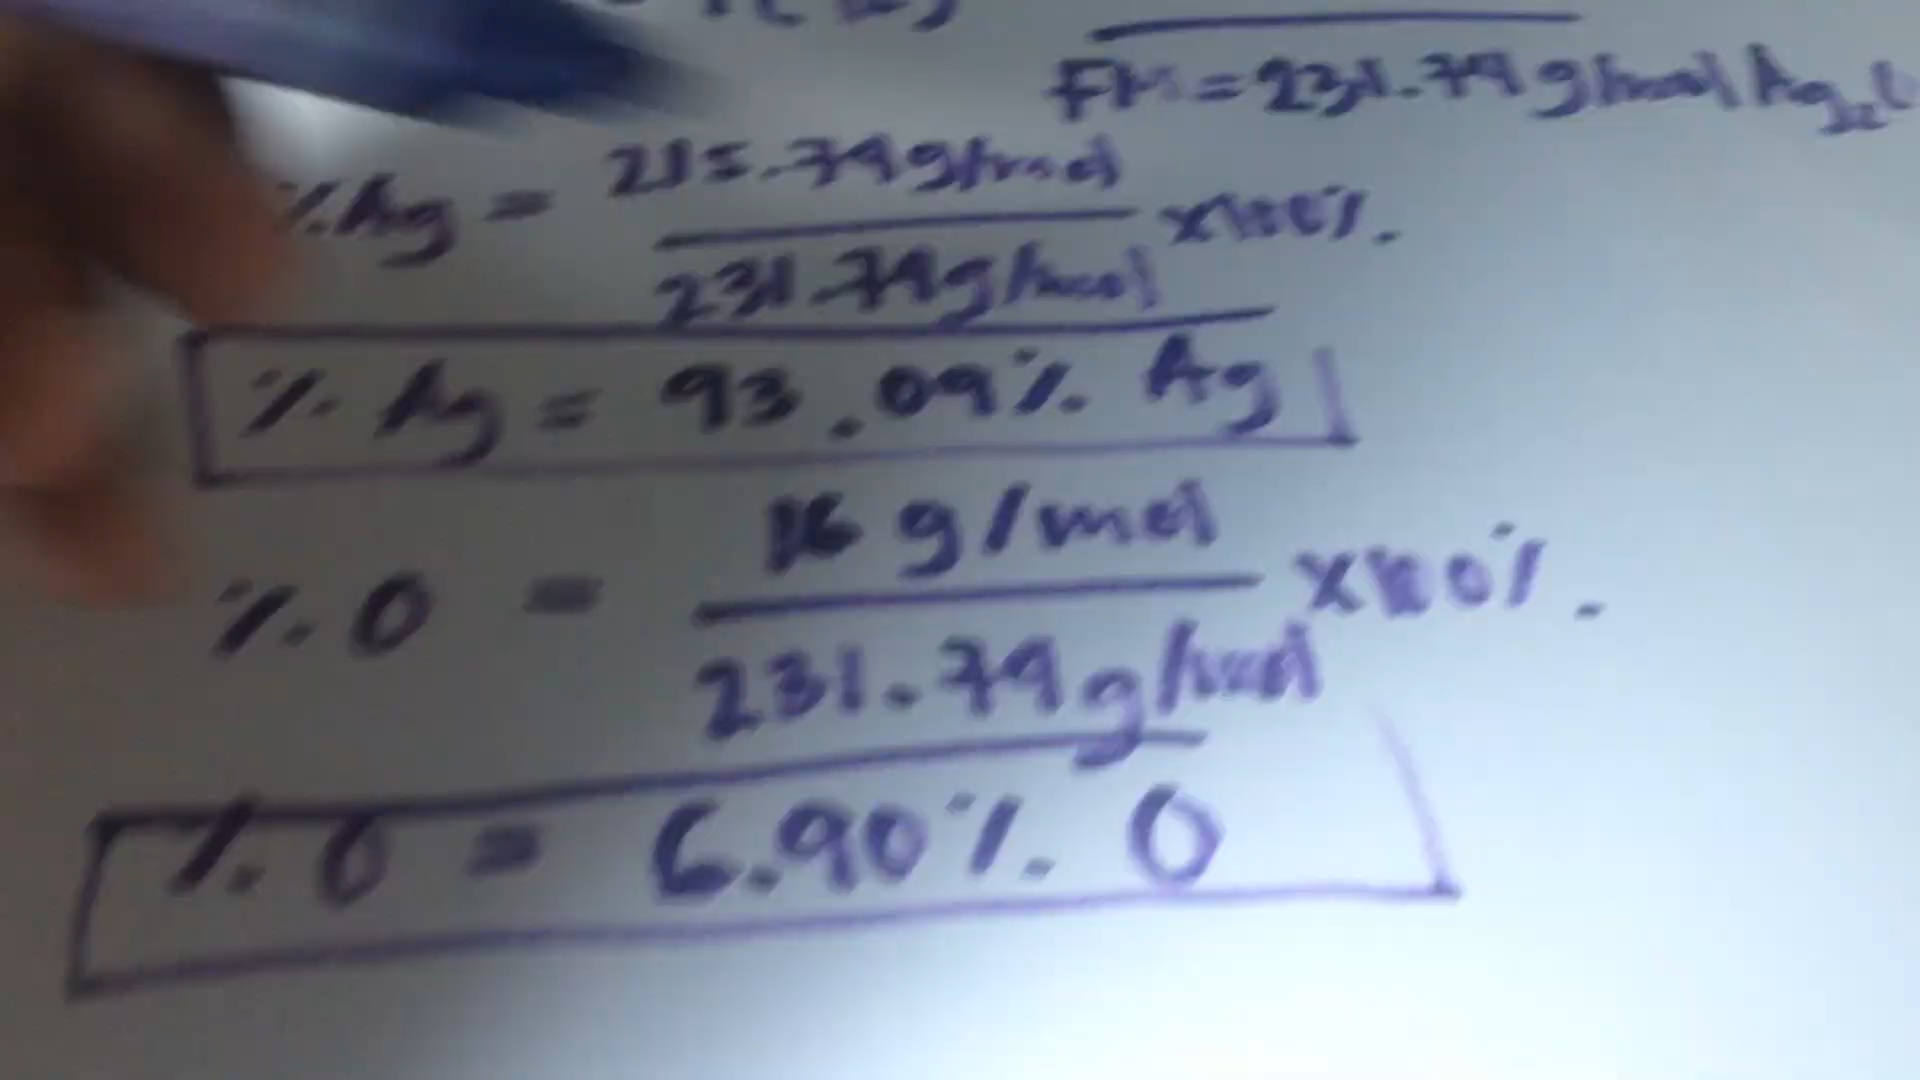 FM = 231.74 g/mol Ag2
%Ag = 215.74 g/mol
231.74 g/mol x100%.
% Ag = 93.09% Ag
%O = 16 g/mol
231.74 g/mol x100%.
%O = 6.90% O